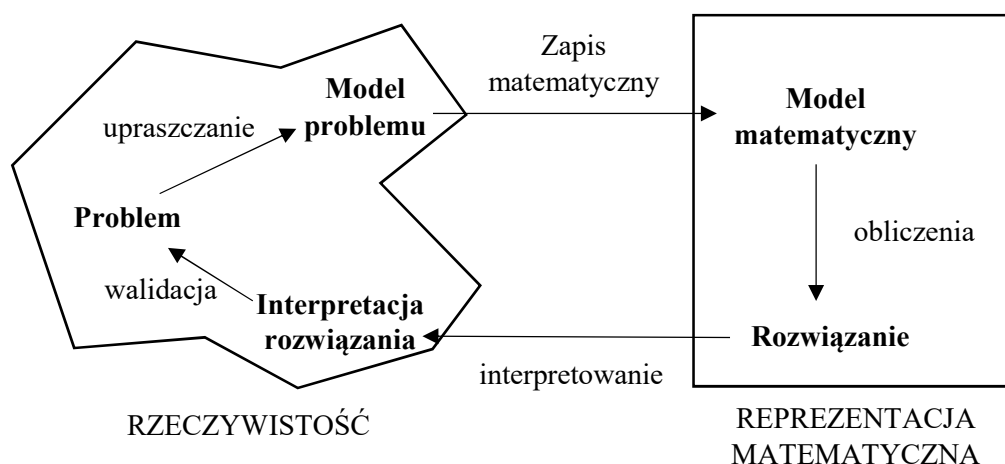 Zapis
matematyczny
Model
problemu
Model
matematyczny
upraszczanie
Problem
obliczenia
walidacja
Interpretacja
rozwiązania
Rozwiązanie
interpretowanie
RZECZYWISTOŚĆ
REPREZENTACJA
MATEMATYCZNA